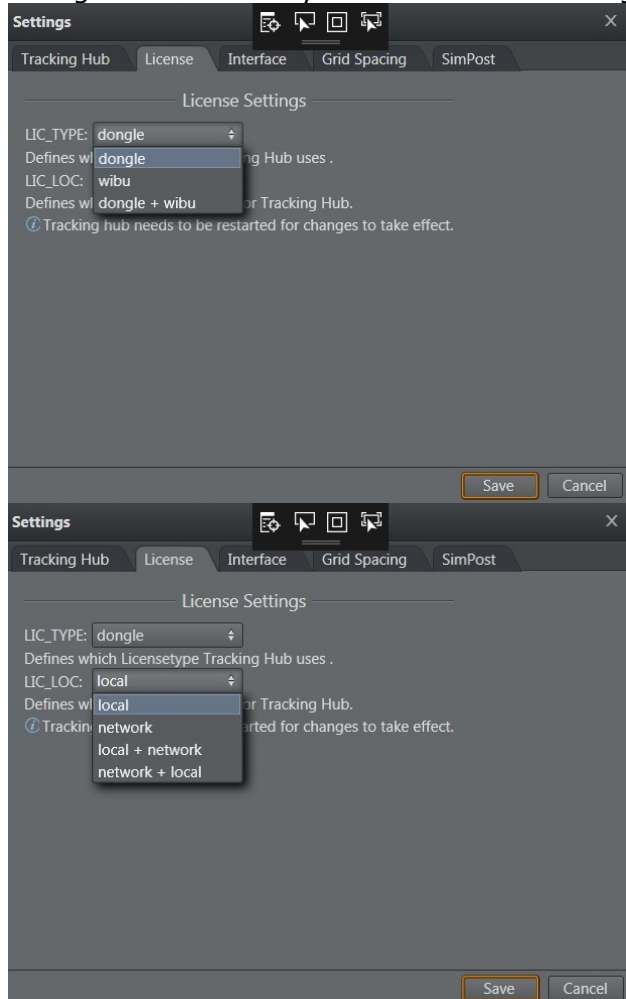 Settings X
Tracking Hub License Interface Grid Spacing SimPost
License Settings
LIC_TYPE: dongle
Defines wh dongle ng Hub uses .
LIC_LOC: wibu
Defines wh dongle + wibu or Tracking Hub.
Tracking hub needs to be restarted for changes to take effect.
Save Cancel
Settings X
Tracking Hub License Interface Grid Spacing SimPost
License Settings
LIC_TYPE: dongle
Defines which Licensetype Tracking Hub uses .
LIC_LOC: local
Defines wh local or Tracking Hub.
Tracking network arted for changes to take effect.
local + network
network + local
Save Cancel